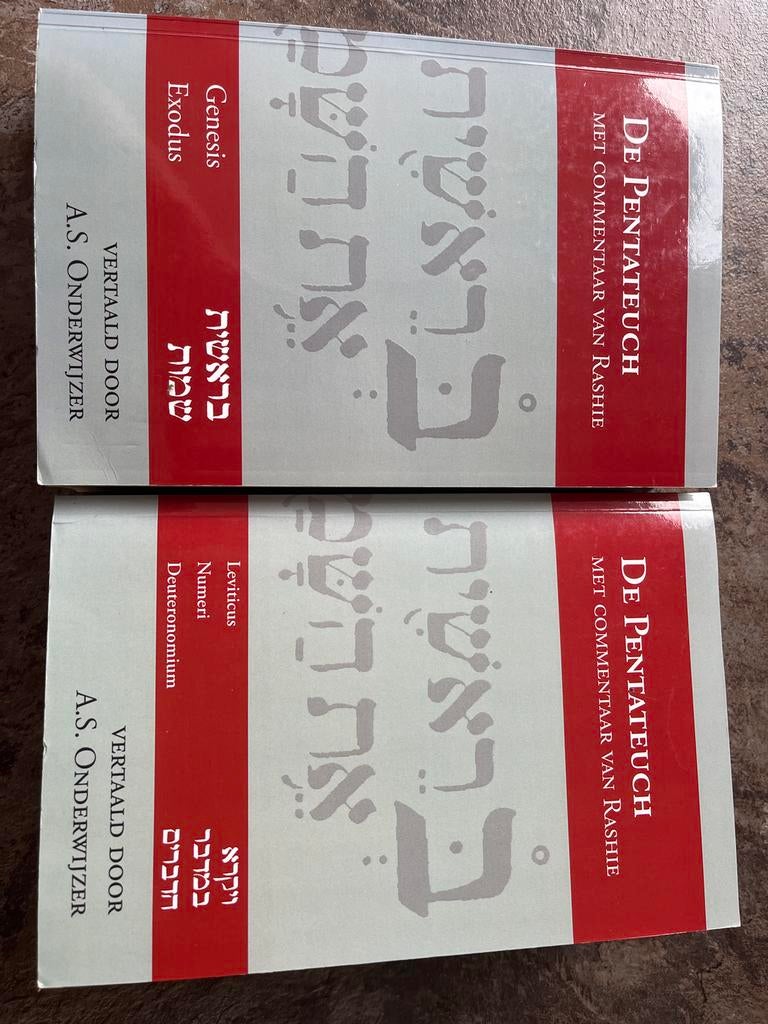 DE PENTATEUCH
MET COMMENTAAR VAN RASHIE
בְּרֵאשִׁית
אֵ֥ת הַשָּׁמַ
Genesis בראשית
Exodus שמות
VERTAALD DOOR
A.S. ONDERWIJZER
DE PENTATEUCH
MET COMMENTAAR VAN RASHIE
בְּרֵאשִׁית
אֵ֥ת הַשָּׁמַ
Leviticus ויקרא
Numeri במדבר
Deuteronomium הדברים
VERTAALD DOOR
A.S. ONDERWIJZER